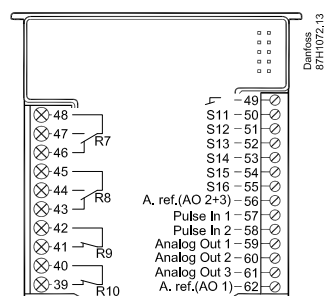 Danfoss
87H1072.13
49
48
S11 50
47
S12 51
R7
S13 52
46
S14 53
45
S15 54
44
S16 55
R8
A. ref.(AO 2+3) 56
43
Pulse In 1 57
42
Pulse In 2 58
41
Analog Out 1 59
R9
Analog Out 2 60
40
Analog Out 3 61
39
R10
A. ref.(AO 1) 62